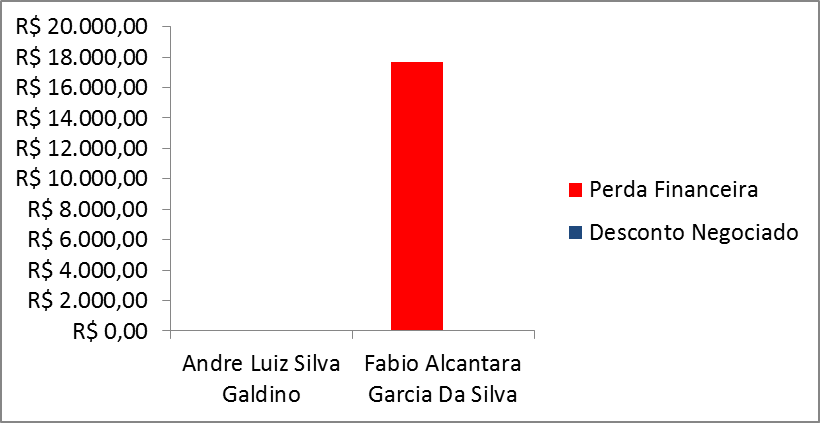 R$ 20.000,00
R$ 18.000,00
R$ 16.000,00
R$ 14.000,00
R$ 12.000,00
R$ 10.000,00
R$ 8.000,00
R$ 6.000,00
R$ 4.000,00
R$ 2.000,00
R$ 0,00
Andre Luiz Silva
Galdino
Fabio Alcantara
Garcia Da Silva
Perda Financeira
Desconto Negociado